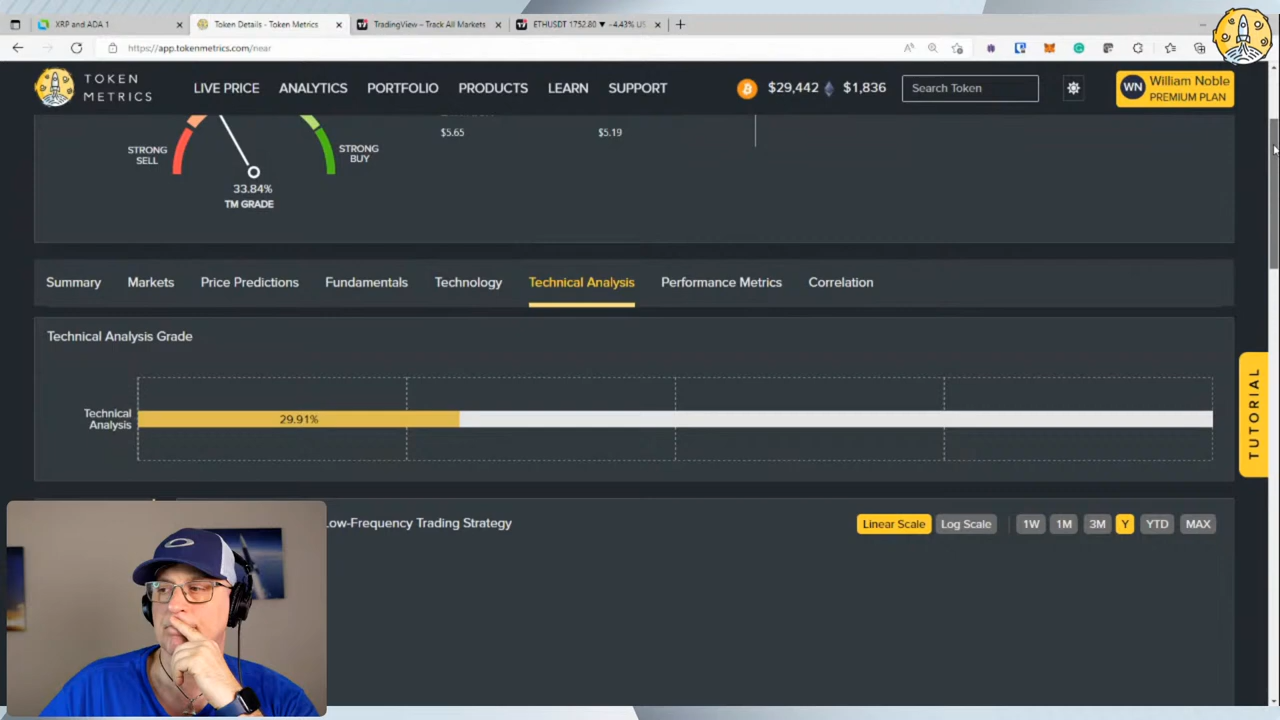 XRP and ADA 1
Token Details - Token Metrics
TradingView – Track All Markets
ETHUSDT 1752.80 ▼ -4.43% US
https://app.tokenmetrics.com/near
TOKEN METRICS
LIVE PRICE
ANALYTICS
PORTFOLIO
PRODUCTS
LEARN
SUPPORT
$29,442
$1,836
Search Token
WN
William Noble
PREMIUM PLAN
STRONG SELL
STRONG BUY
33.84%
TM GRADE
$5.65
$5.19
Summary
Markets
Price Predictions
Fundamentals
Technology
Technical Analysis
Performance Metrics
Correlation
Technical Analysis Grade
Technical Analysis
29.91%
TUTORIAL
Low-Frequency Trading Strategy
Linear Scale
Log Scale
1W
1M
3M
Y
YTD
MAX